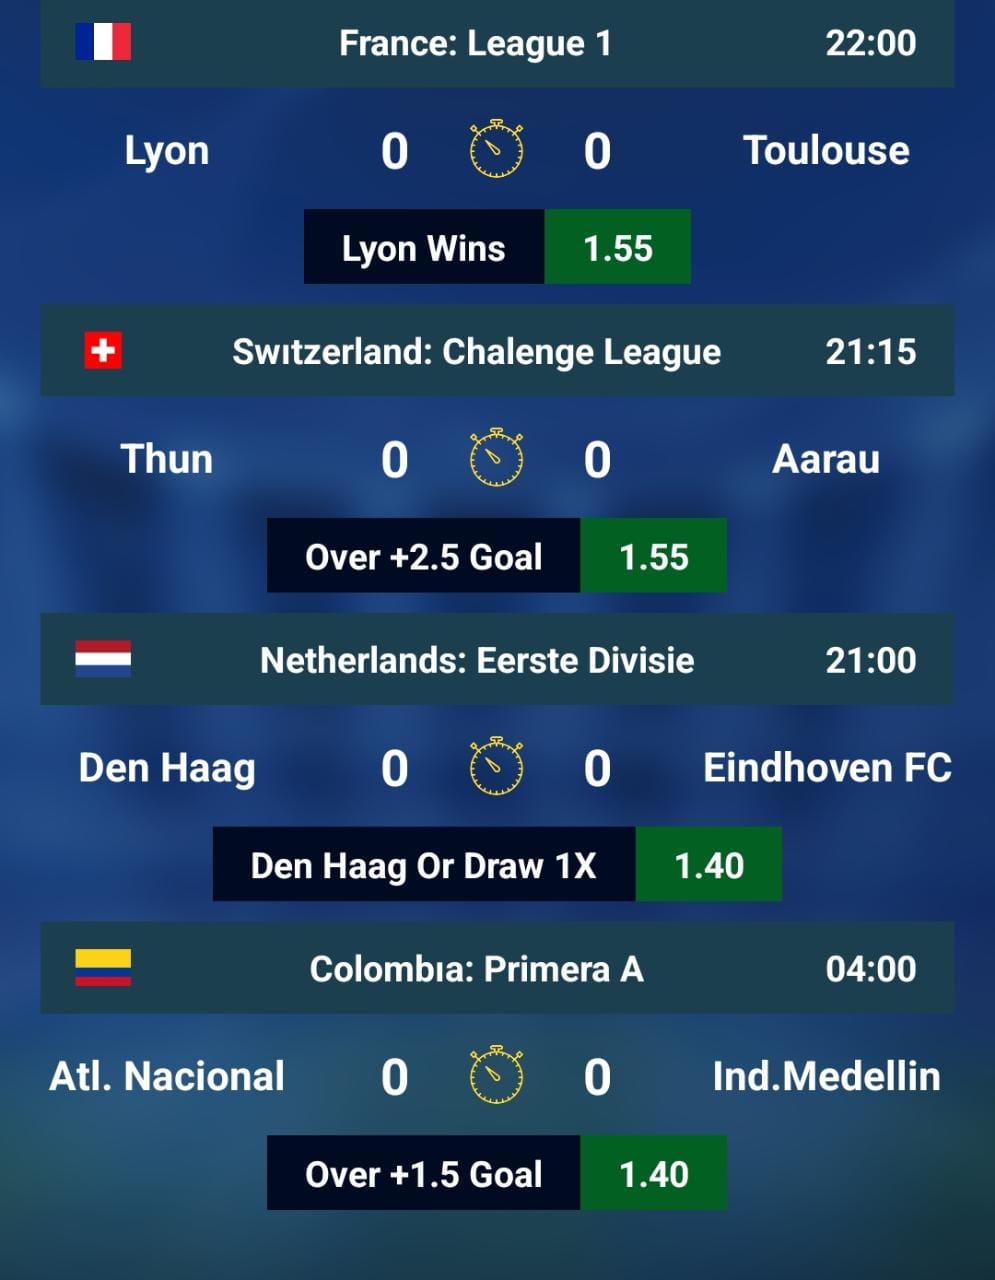 France: League 1 22:00
Lyon 0 0 Toulouse
Lyon Wins 1.55
Swıtzerland: Chalenge League 21:15
Thun 0 0 Aarau
Over +2.5 Goal 1.55
Netherlands: Eerste Divisie 21:00
Den Haag 0 0 Eindhoven FC
Den Haag Or Draw 1X 1.40
Colombıa: Primera A 04:00
Atl. Nacional 0 0 Ind.Medellin
Over +1.5 Goal 1.40